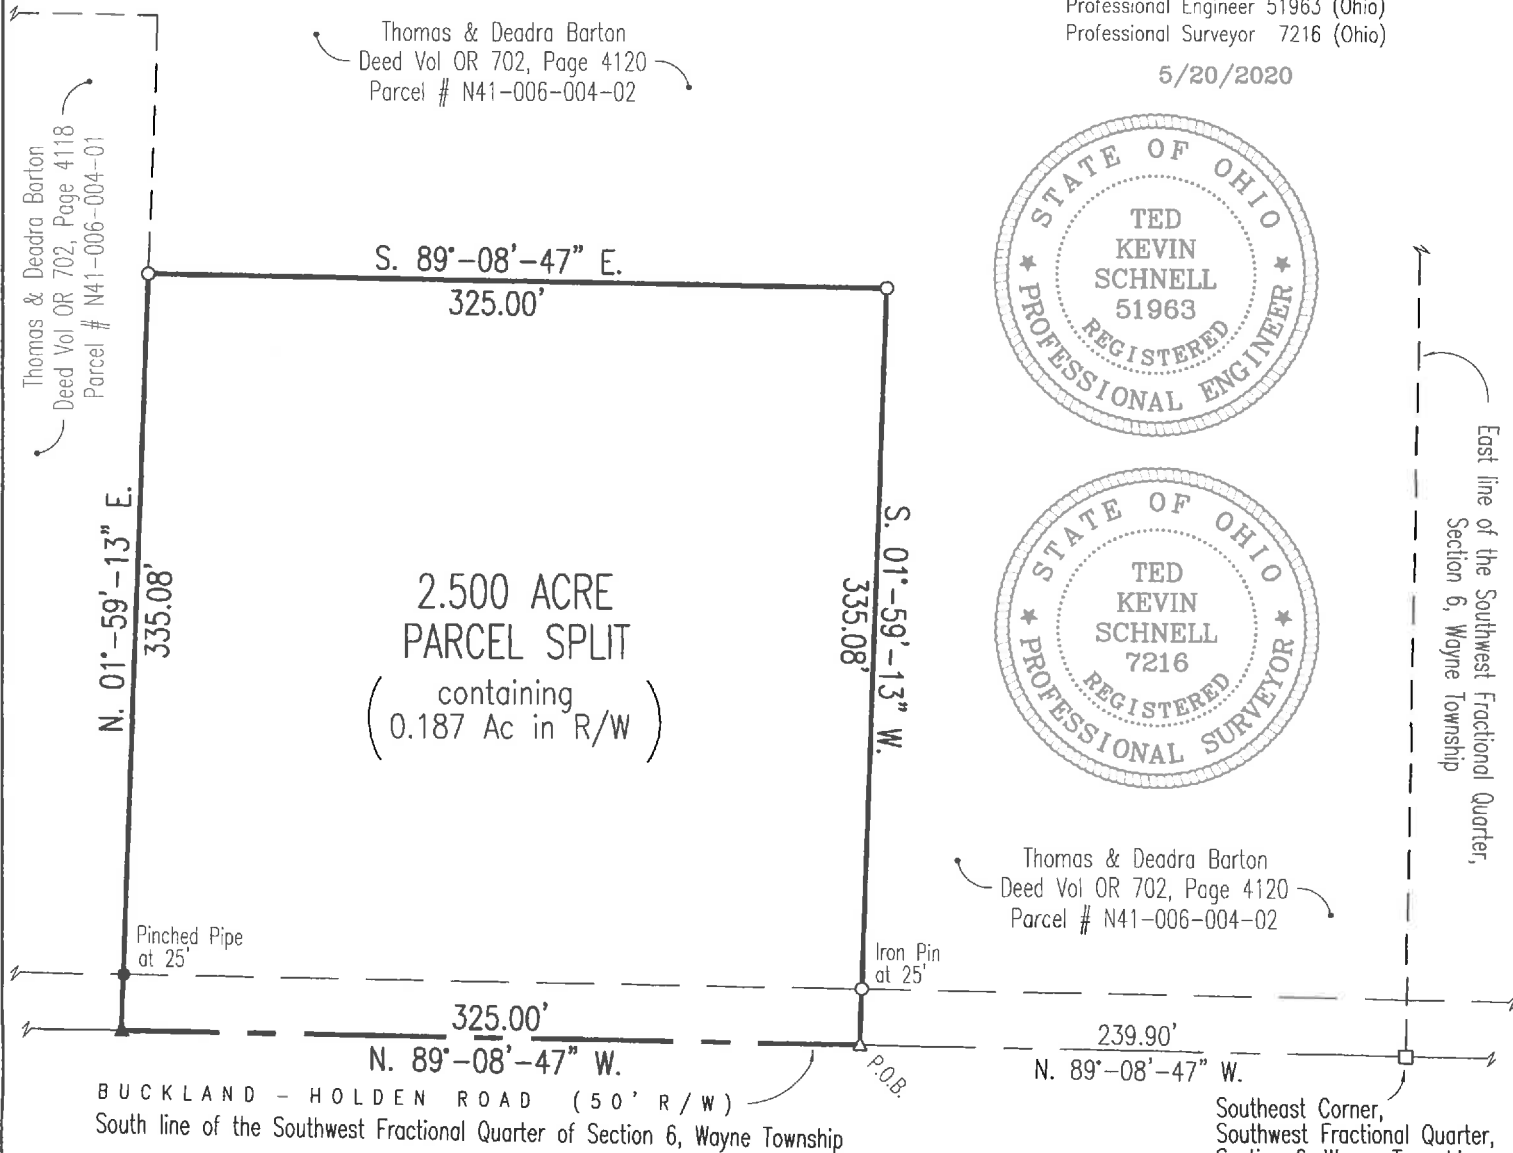 Professional Engineer 51963 (Ohio)
Professional Surveyor 7216 (Ohio)
5/20/2020
Thomas & Deadra Barton
Deed Vol OR 702, Page 4120
Parcel # N41-006-004-02
Thomas & Deadra Barton
Deed Vol OR 702, Page 4118
Parcel # N41-006-004-01
STATE OF OHIO
TED
KEVIN
SCHNELL
51963
REGISTERED
★ PROFESSIONAL ENGINEER ★
S. 89°-08'-47" E.
325.00'
N. 01°-59'-13" E.
335.08'
S. 01°-59'-13" W.
335.08'
2.500 ACRE
PARCEL SPLIT
( containing
0.187 Ac in R/W )
STATE OF OHIO
TED
KEVIN
SCHNELL
7216
REGISTERED
★ PROFESSIONAL SURVEYOR ★
East line of the Southwest Fractional Quarter,
Section 6, Wayne Township
Thomas & Deadra Barton
Deed Vol OR 702, Page 4120
Parcel # N41-006-004-02
Pinched Pipe
at 25'
Iron Pin
at 25'
325.00'
N. 89°-08'-47" W.
239.90'
N. 89°-08'-47" W.
P.O.B.
BUCKLAND - HOLDEN ROAD (50' R/W)
South line of the Southwest Fractional Quarter of Section 6, Wayne Township
Southeast Corner,
Southwest Fractional Quarter,